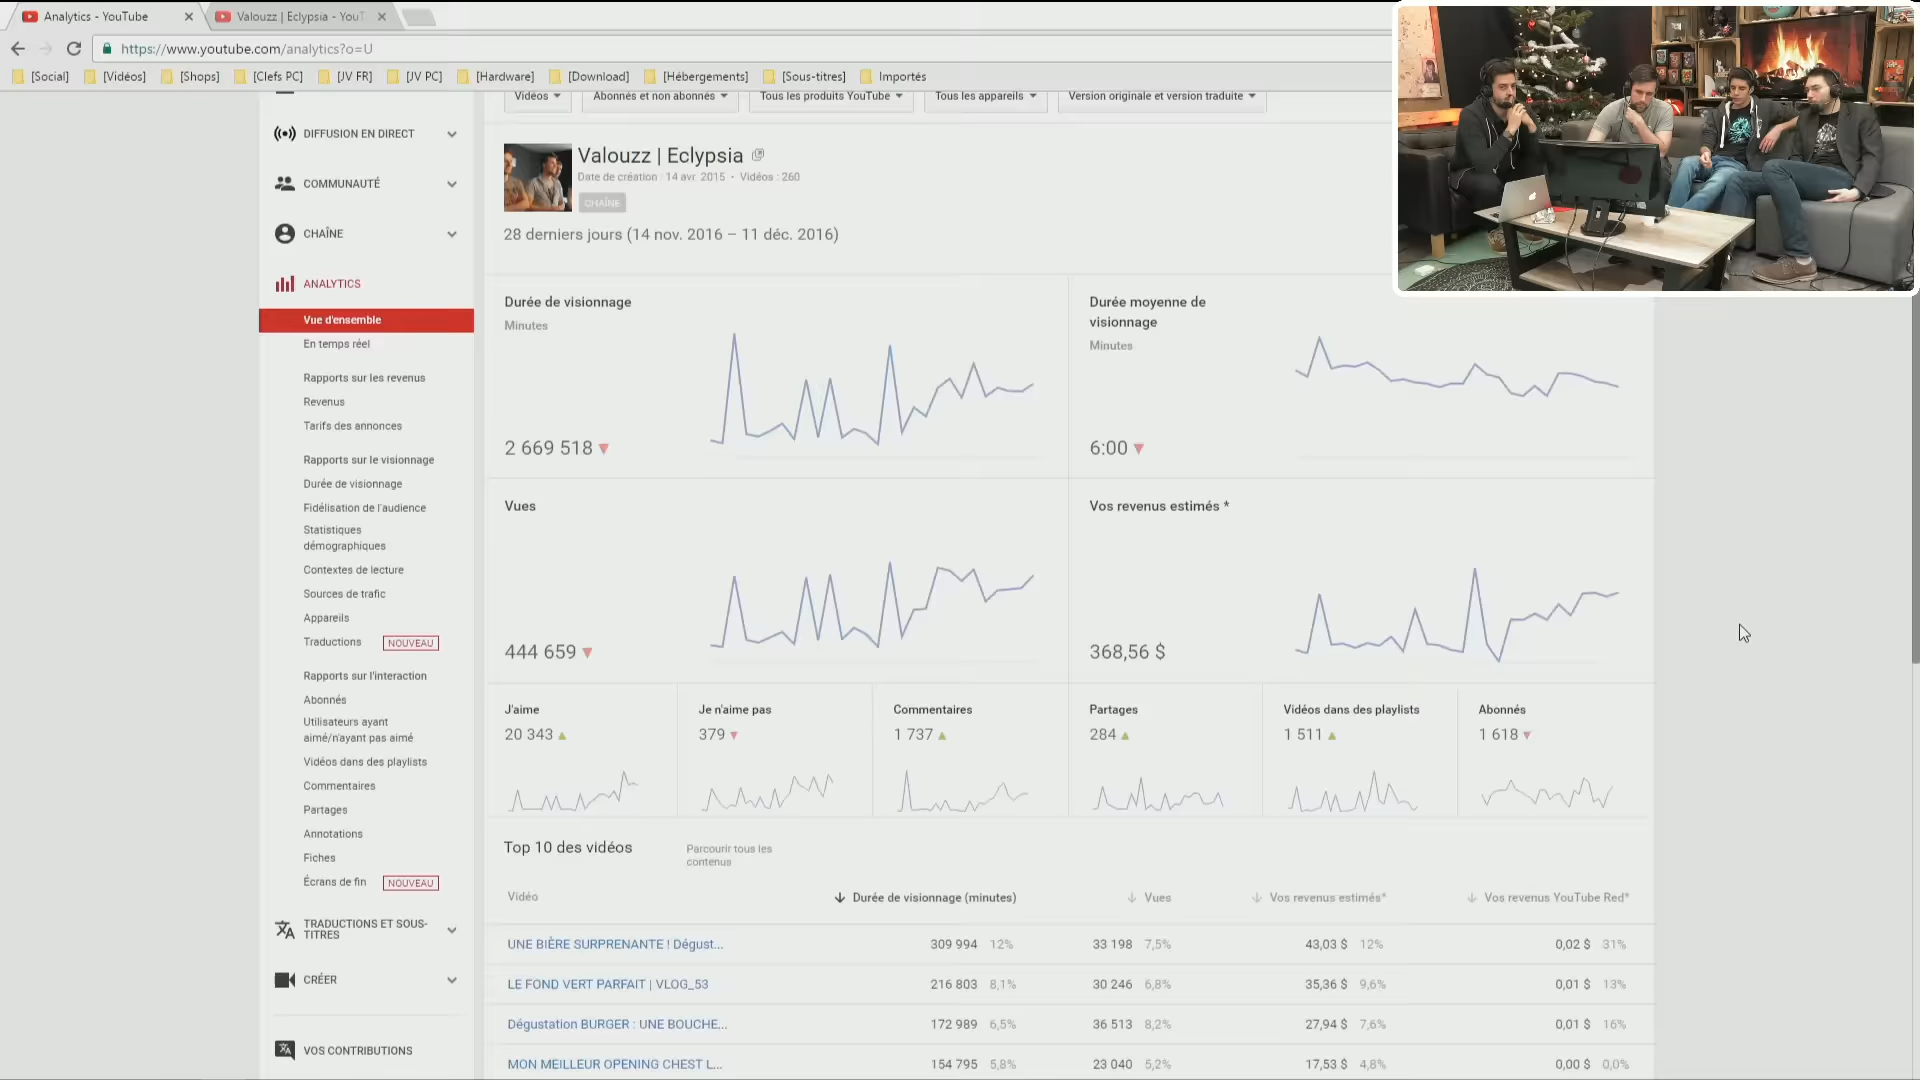 Analytics - YouTube
Valouzz | Eclypsia - YouT
https://www.youtube.com/analytics?o=U
[Social] [Vidéos] [Shops] [Clefs PC] [JV FR] [JV PC] [Hardware] [Download] [Hébergements] [Sous-titres] Importés
Vidéos Abonnés et non abonnés Tous les produits YouTube Tous les appareils Version originale et version traduite
DIFFUSION EN DIRECT
COMMUNAUTÉ
CHAÎNE
ANALYTICS
Vue d'ensemble
En temps réel
Rapports sur les revenus
Revenus
Tarifs des annonces
Rapports sur le visionnage
Durée de visionnage
Fidélisation de l'audience
Statistiques
démographiques
Contextes de lecture
Sources de trafic
Appareils
Traductions NOUVEAU
Rapports sur l'interaction
Abonnés
Utilisateurs ayant
aimé/n'ayant pas aimé
Vidéos dans des playlists
Commentaires
Partages
Annotations
Fiches
Écrans de fin NOUVEAU
TRADUCTIONS ET SOUS-
TITRES
CRÉER
VOS CONTRIBUTIONS
Valouzz | Eclypsia
Date de création : 14 avr. 2015 • Vidéos : 260
CHAÎNE
28 derniers jours (14 nov. 2016 – 11 déc. 2016)
Durée de visionnage
Minutes
2 669 518
Durée moyenne de
visionnage
Minutes
6:00
Vues
444 659
Vos revenus estimés *
368,56 $
J'aime
20 343
Je n'aime pas
379
Commentaires
1 737
Partages
284
Vidéos dans des playlists
1 511
Abonnés
1 618
Top 10 des vidéos
Parcourir tous les
contenus
Vidéo Durée de visionnage (minutes) Vues Vos revenus estimés* Vos revenus YouTube Red*
UNE BIÈRE SURPRENANTE ! Dégust... 309 994 12% 33 198 7,5% 43,03 $ 12% 0,02 $ 31%
LE FOND VERT PARFAIT | VLOG_53 216 803 8,1% 30 246 6,8% 35,36 $ 9,6% 0,01 $ 13%
Dégustation BURGER : UNE BOUCHE... 172 989 6,5% 36 513 8,2% 27,94 $ 7,6% 0,01 $ 16%
MON MEILLEUR OPENING CHEST L... 154 795 5,8% 23 040 5,2% 17,53 $ 4,8% 0,00 $ 0,0%